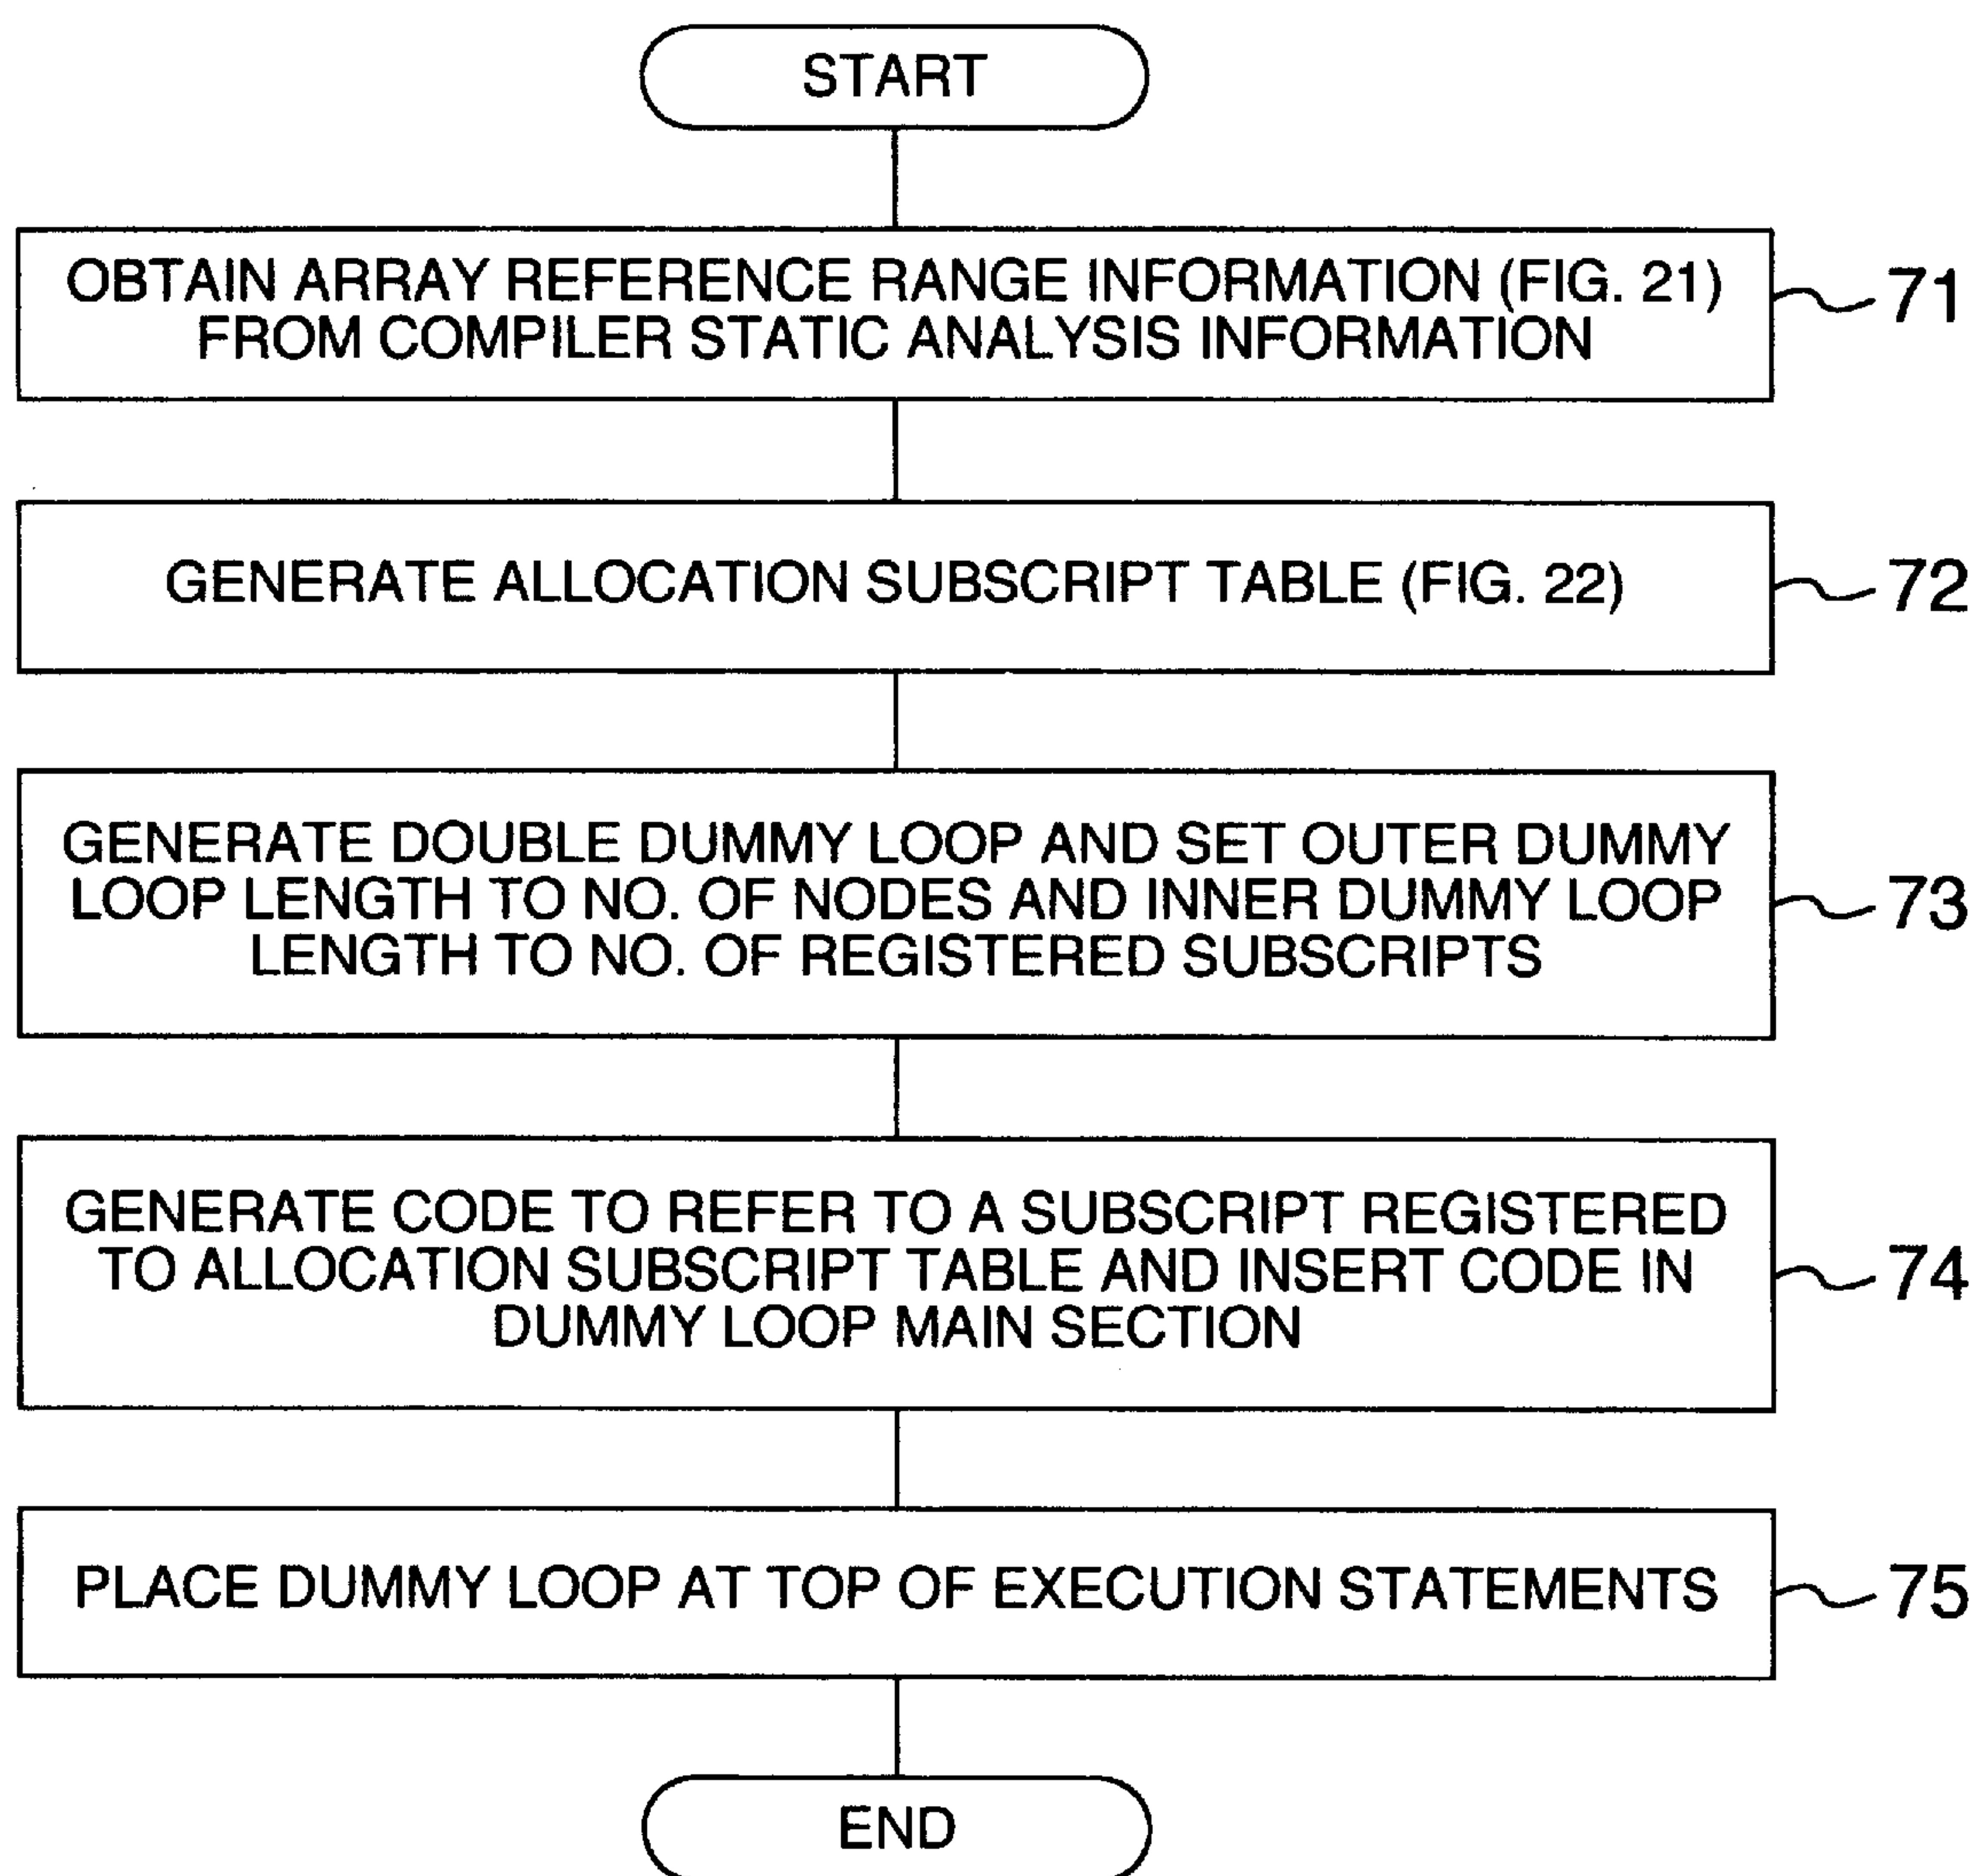 START
OBTAIN ARRAY REFERENCE RANGE INFORMATION (FIG. 21)
FROM COMPILER STATIC ANALYSIS INFORMATION
71
GENERATE ALLOCATION SUBSCRIPT TABLE (FIG. 22)
72
GENERATE DOUBLE DUMMY LOOP AND SET OUTER DUMMY
LOOP LENGTH TO NO. OF NODES AND INNER DUMMY LOOP
LENGTH TO NO. OF REGISTERED SUBSCRIPTS
73
GENERATE CODE TO REFER TO A SUBSCRIPT REGISTERED
TO ALLOCATION SUBSCRIPT TABLE AND INSERT CODE IN
DUMMY LOOP MAIN SECTION
74
PLACE DUMMY LOOP AT TOP OF EXECUTION STATEMENTS
75
END